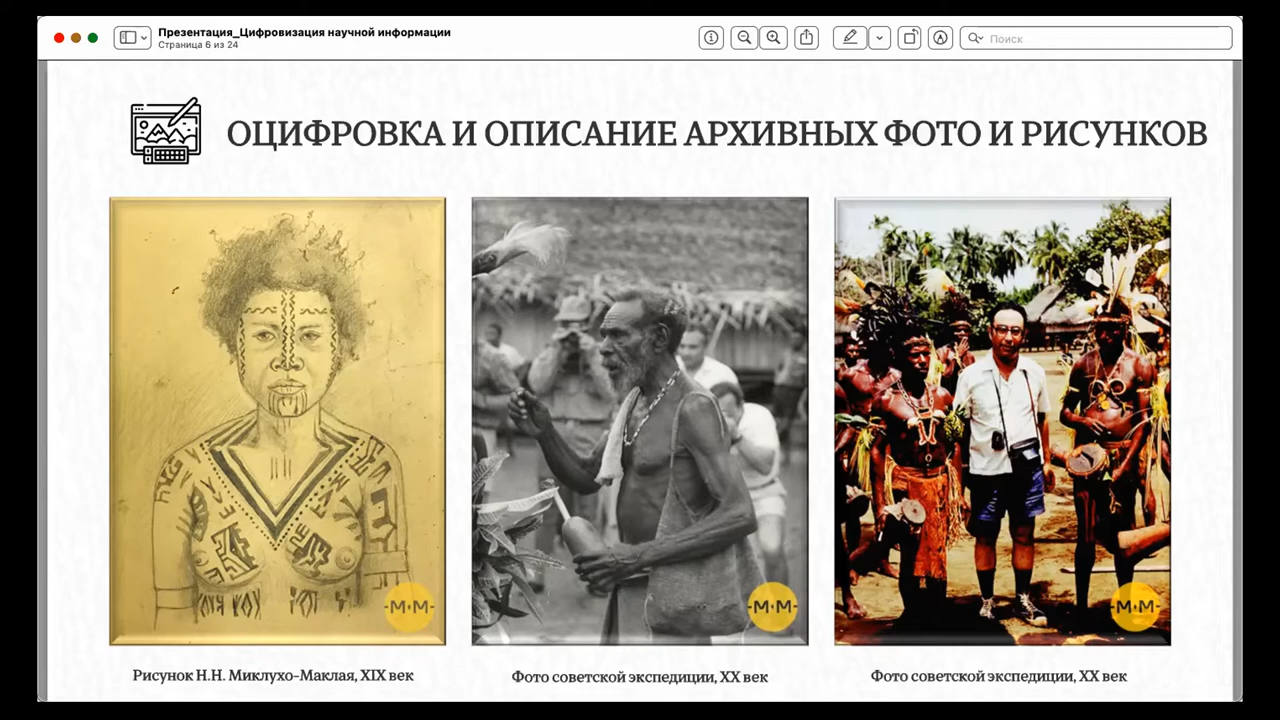 Презентация_Цифровизация научной информации
Страница 6 из 24
Поиск
ОЦИФРОВКА И ОПИСАНИЕ АРХИВНЫХ ФОТО И РИСУНКОВ
-М•М-
-М•М-
-М•М-
Рисунок Н.Н. Миклухо-Маклая, XIX век
Фото советской экспедиции, XX век
Фото советской экспедиции, XX век